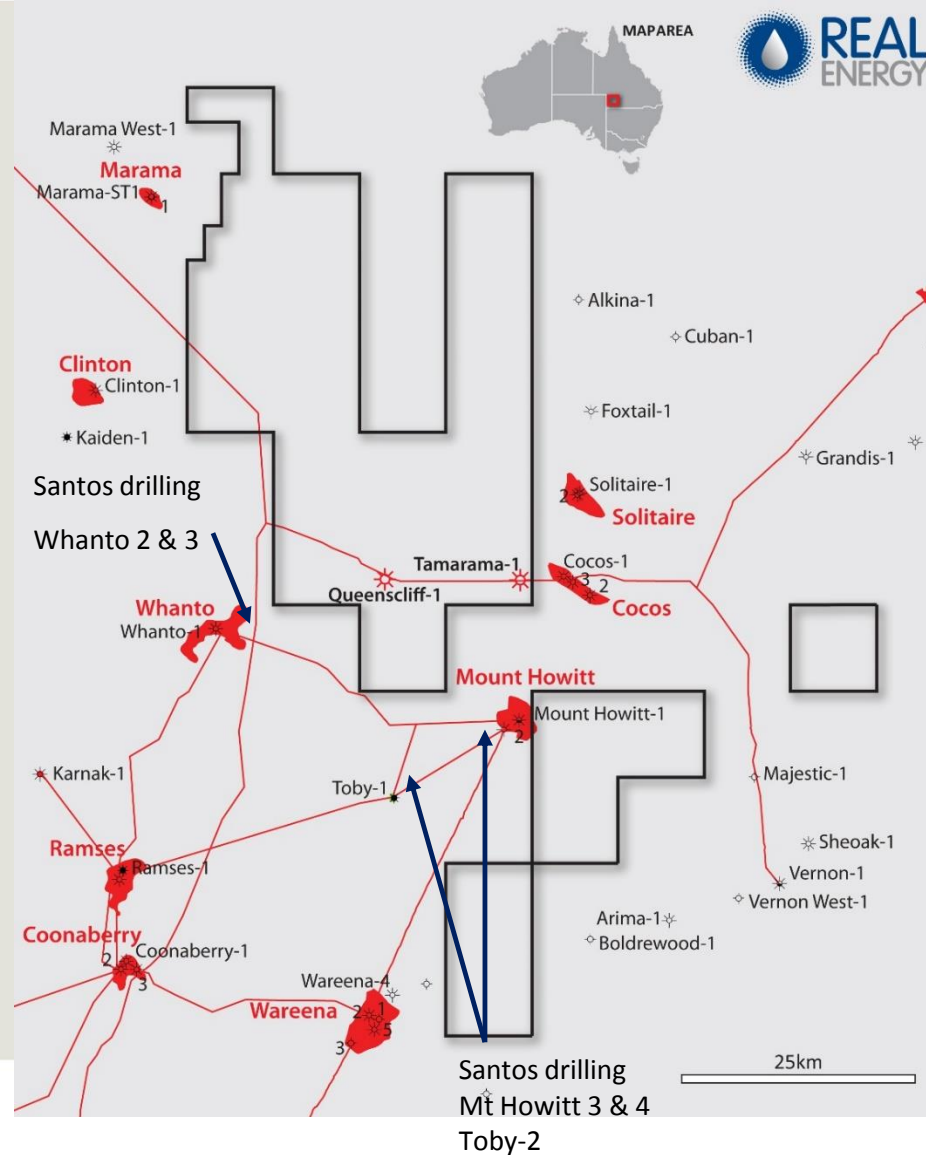 MAPAREA
REAL
ENERGY
Marama West-1
Marama
Marama-ST1
1
Alkina-1
Cuban-1
Clinton
Clinton-1
Foxtail-1
Kaiden-1
Grandis-1
Santos drilling
Whanto 2 & 3
Solitaire-1
2
Solitaire
Tamarama-1
Cocos-1
3
2
Queenscliff-1
Cocos
Whanto
Whanto-1
Mount Howitt
Mount Howitt-1
2
Karnak-1
Toby-1
Majestic-1
Ramses
Ramses-1
Sheoak-1
Vernon-1
Vernon West-1
Arima-1
Boldrewood-1
Coonaberry
Coonaberry-1
2
3
Wareena-4
Wareena
2
1
5
3
25km
Santos drilling
Mt Howitt 3 & 4
Toby-2